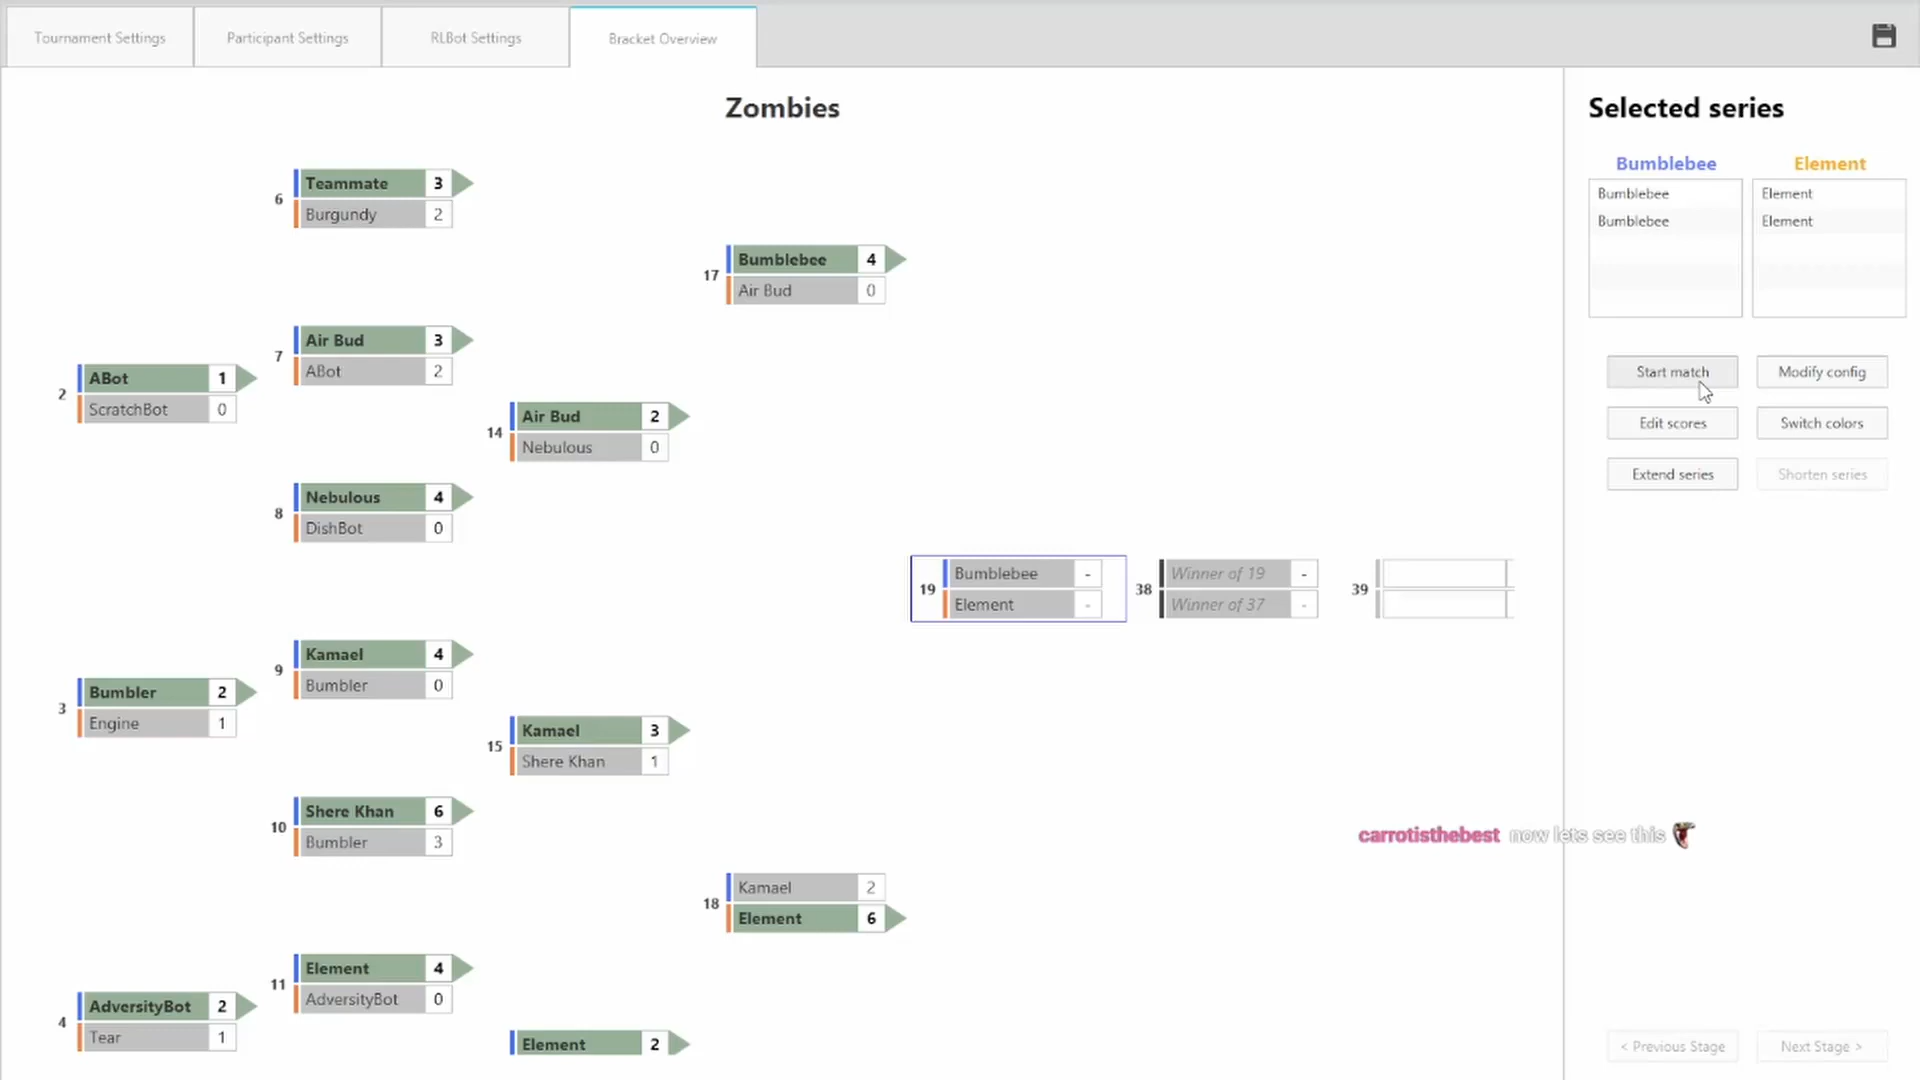 Tournament Settings
Participant Settings
RLBot Settings
Bracket Overview
Zombies
2
ABot 1
ScratchBot 0
3
Bumbler 2
Engine 1
4
AdversityBot 2
Tear 1
6
Teammate 3
Burgundy 2
7
Air Bud 3
ABot 2
8
Nebulous 4
DishBot 0
9
Kamael 4
Bumbler 0
10
Shere Khan 6
Bumbler 3
11
Element 4
AdversityBot 0
14
Air Bud 2
Nebulous 0
15
Kamael 3
Shere Khan 1
Element 2
17
Bumblebee 4
Air Bud 0
18
Kamael 2
Element 6
19
Bumblebee -
Element -
38
Winner of 19 -
Winner of 37 -
39
Selected series
Bumblebee
Bumblebee
Bumblebee
Element
Element
Element
Start match
Modify config
Edit scores
Switch colors
Extend series
Shorten series
carrotisthebest now lets see this
< Previous Stage
Next Stage >